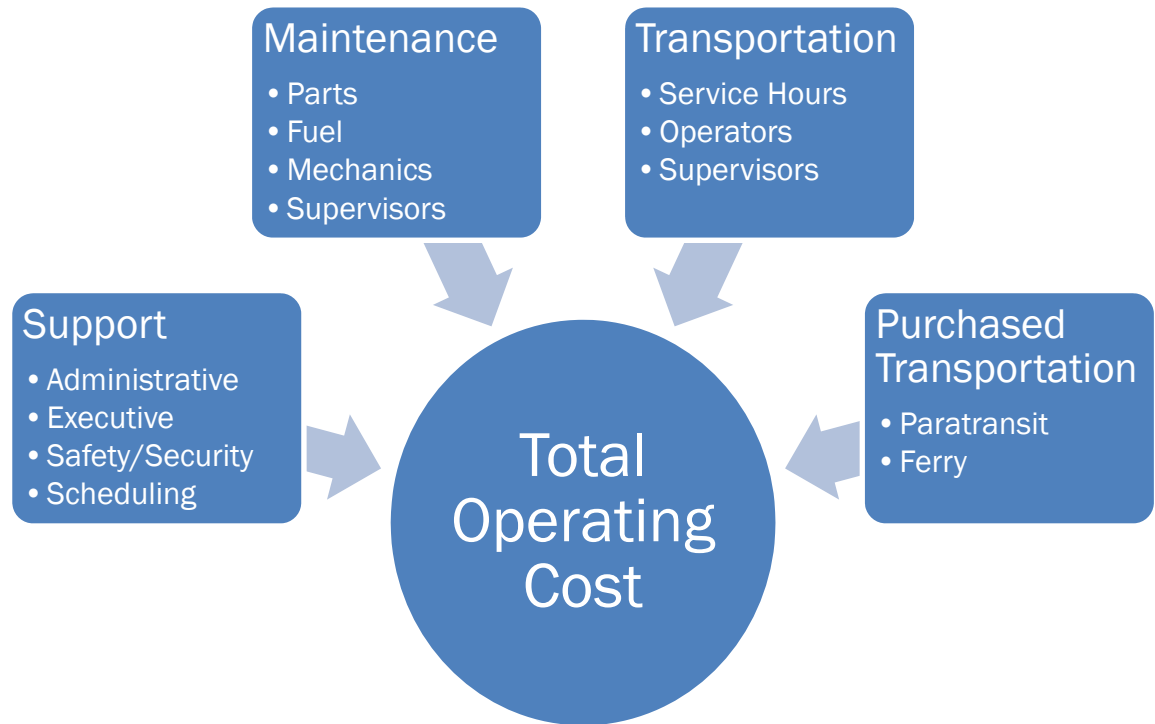 Maintenance
• Parts
• Fuel
• Mechanics
• Supervisors
Transportation
• Service Hours
• Operators
• Supervisors
Support
• Administrative
• Executive
• Safety/Security
• Scheduling
Purchased
Transportation
• Paratransit
• Ferry
Total
Operating
Cost